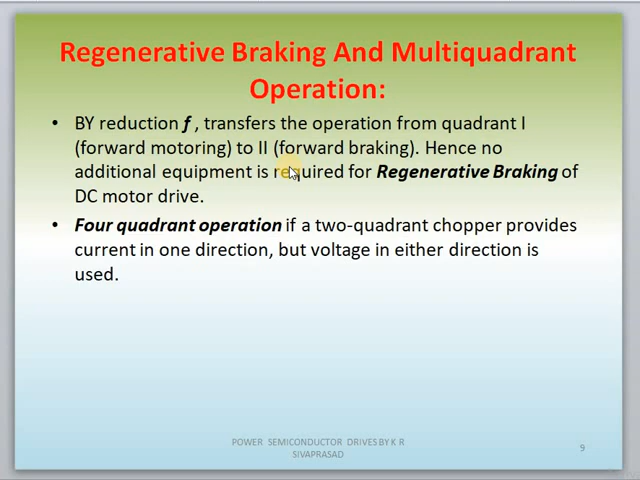 Regenerative Braking And Multiquadrant
Operation:
• BY reduction f , transfers the operation from quadrant I
(forward motoring) to II (forward braking). Hence no
additional equipment is required for Regenerative Braking of
DC motor drive.
• Four quadrant operation if a two-quadrant chopper provides
current in one direction, but voltage in either direction is
used.
POWER SEMICONDUCTOR DRIVES BY K R
SIVAPRASAD
9